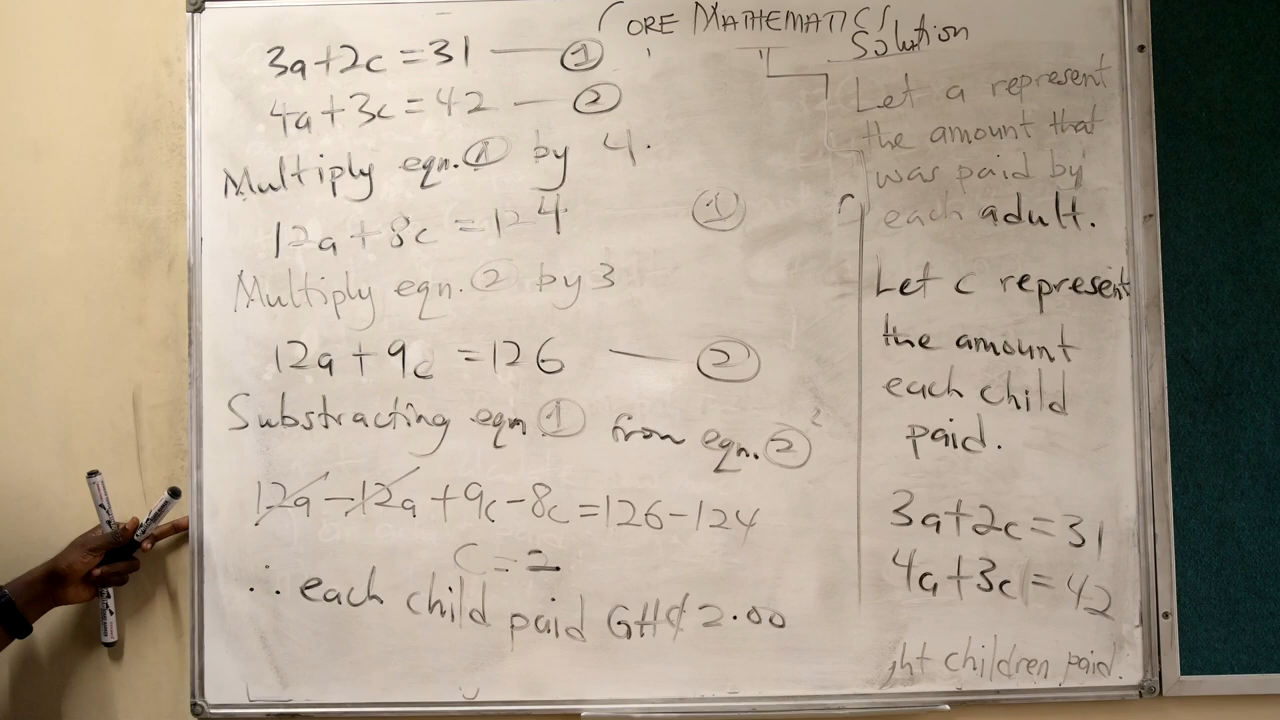 CORE MATHEMATICS
3a+2c=31 — ①
4a+3c=42 — ②
Multiply eqn.① by 4.
12a+8c=124 ①
Multiply eqn.② by 3
12a+9c=126 — ②
Substracting eqn① from eqn.②
12a-12a+9c-8c=126-124
C=2
∴ each child paid GH₵2.00
Solution
Let a represent
the amount that
was paid by
each adult.
Let c represent
the amount
each child
paid.
3a+2c=31
4a+3c=42
children paid.